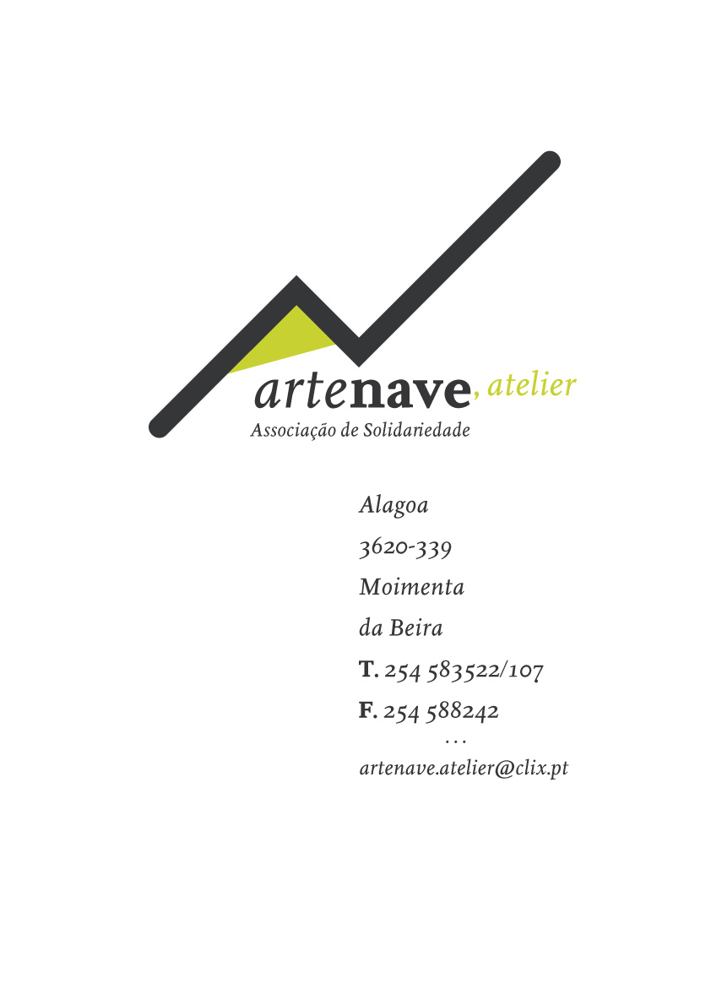 artenave, atelier
Associação de Solidariedade
Alagoa
3620-339
Moimenta
da Beira
T. 254 583522/107
F. 254 588242
...
artenave.atelier@clix.pt